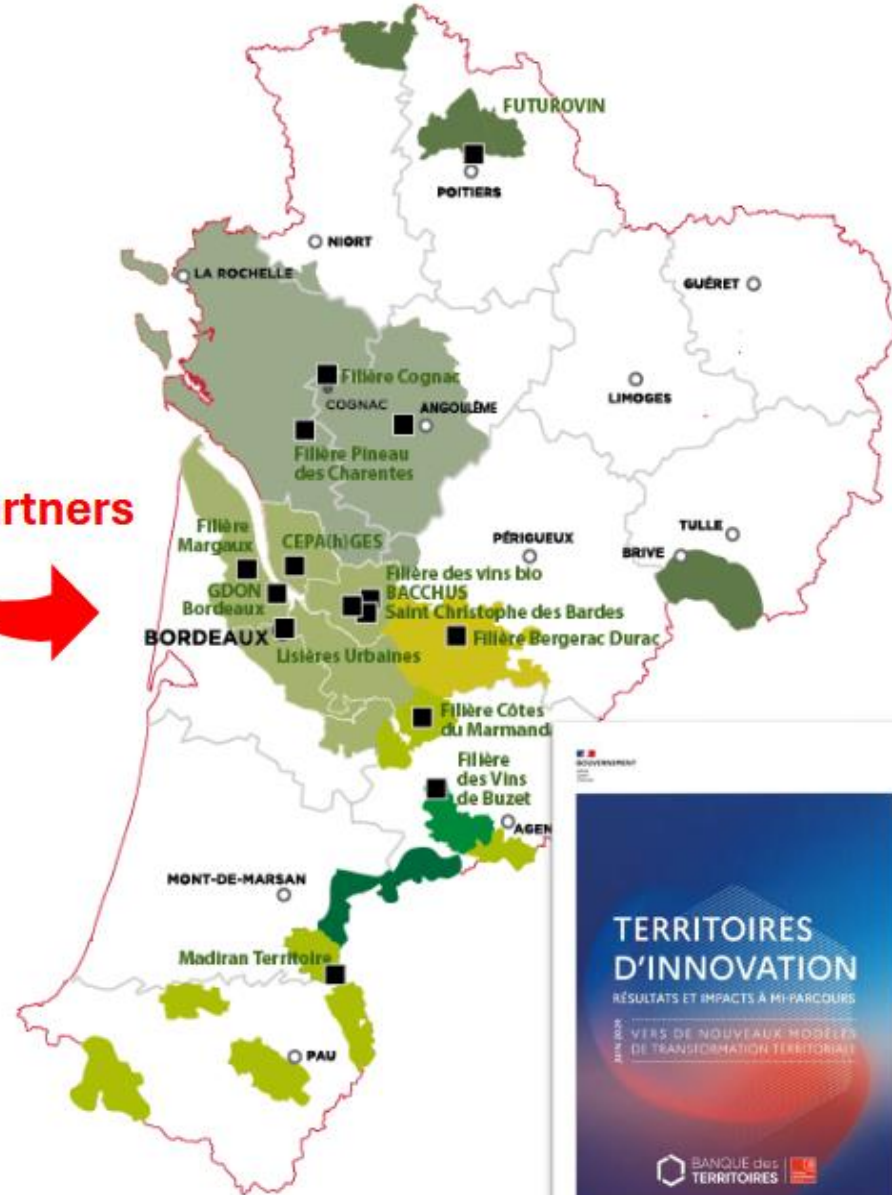 FUTUROVIN
POITIERS
NIORT
LA ROCHELLE
GUÉRET
Filière Cognac
COGNAC
ANGOULÊME
LIMOGES
Filière Pineau
des Charentes
rtners
Filière
Margaux
CEPA(h)GES
PÉRIGUEUX
TULLE
BRIVE
Filière des vins bio
GDON
Bordeaux
BACCHUS
Saint Christophe des Bardes
BORDEAUX
Lisières Urbaines
Filière Bergerac Durac
Filière Côtes
du Marmand
Filière
des Vins
de Buzet
AGEN
MONT-DE-MARSAN
Madiran Territoire
PAU
GOUVERNEMENT
TERRITOIRES
D'INNOVATION
RÉSULTATS ET IMPACTS À MI-PARCOURS
VERS DE NOUVEAUX MODÈLES
DE TRANSFORMATION TERRITORIALE
BANQUE des
TERRITOIRES